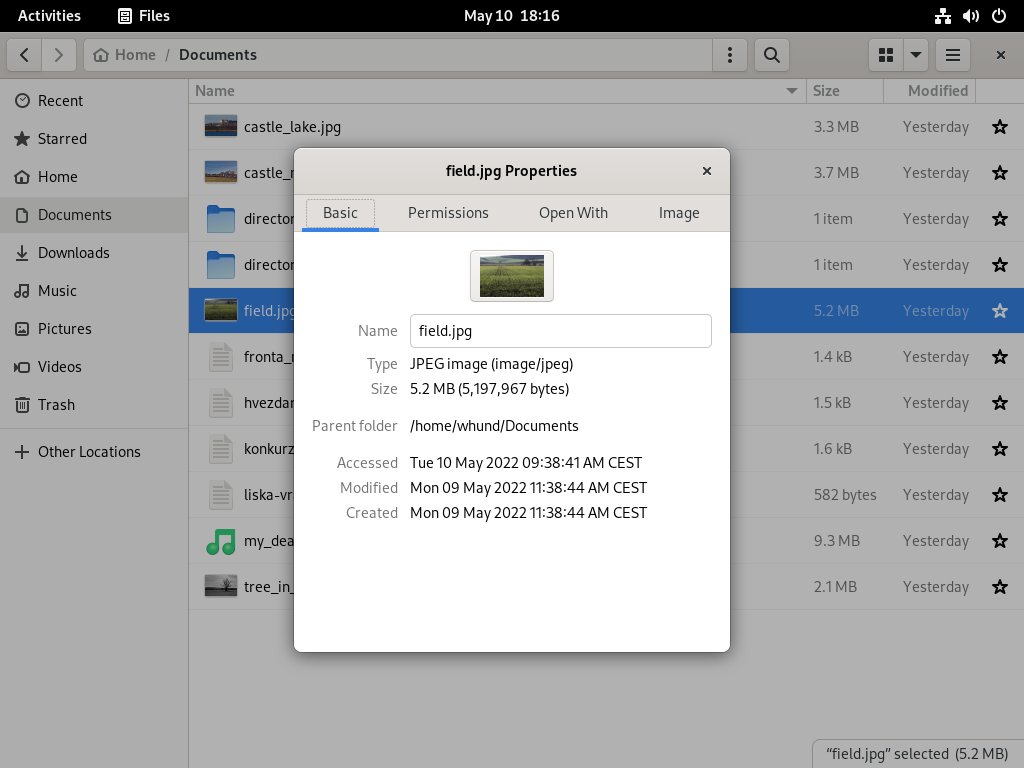 Activities Files May 10 18:16
Home / Documents
Name Size Modified
Recent
Starred
Home
Documents
Downloads
Music
Pictures
Videos
Trash
Other Locations
castle_lake.jpg 3.3 MB Yesterday
castle_ 3.7 MB Yesterday
director 1 item Yesterday
director 1 item Yesterday
field.jpg 5.2 MB Yesterday
fronta_ 1.4 kB Yesterday
hvezdar 1.5 kB Yesterday
konkurz 1.6 kB Yesterday
liska-vr 582 bytes Yesterday
my_dea 9.3 MB Yesterday
tree_in_ 2.1 MB Yesterday
field.jpg Properties
Basic Permissions Open With Image
Name field.jpg
Type JPEG image (image/jpeg)
Size 5.2 MB (5,197,967 bytes)
Parent folder /home/whund/Documents
Accessed Tue 10 May 2022 09:38:41 AM CEST
Modified Mon 09 May 2022 11:38:44 AM CEST
Created Mon 09 May 2022 11:38:44 AM CEST
“field.jpg” selected (5.2 MB)